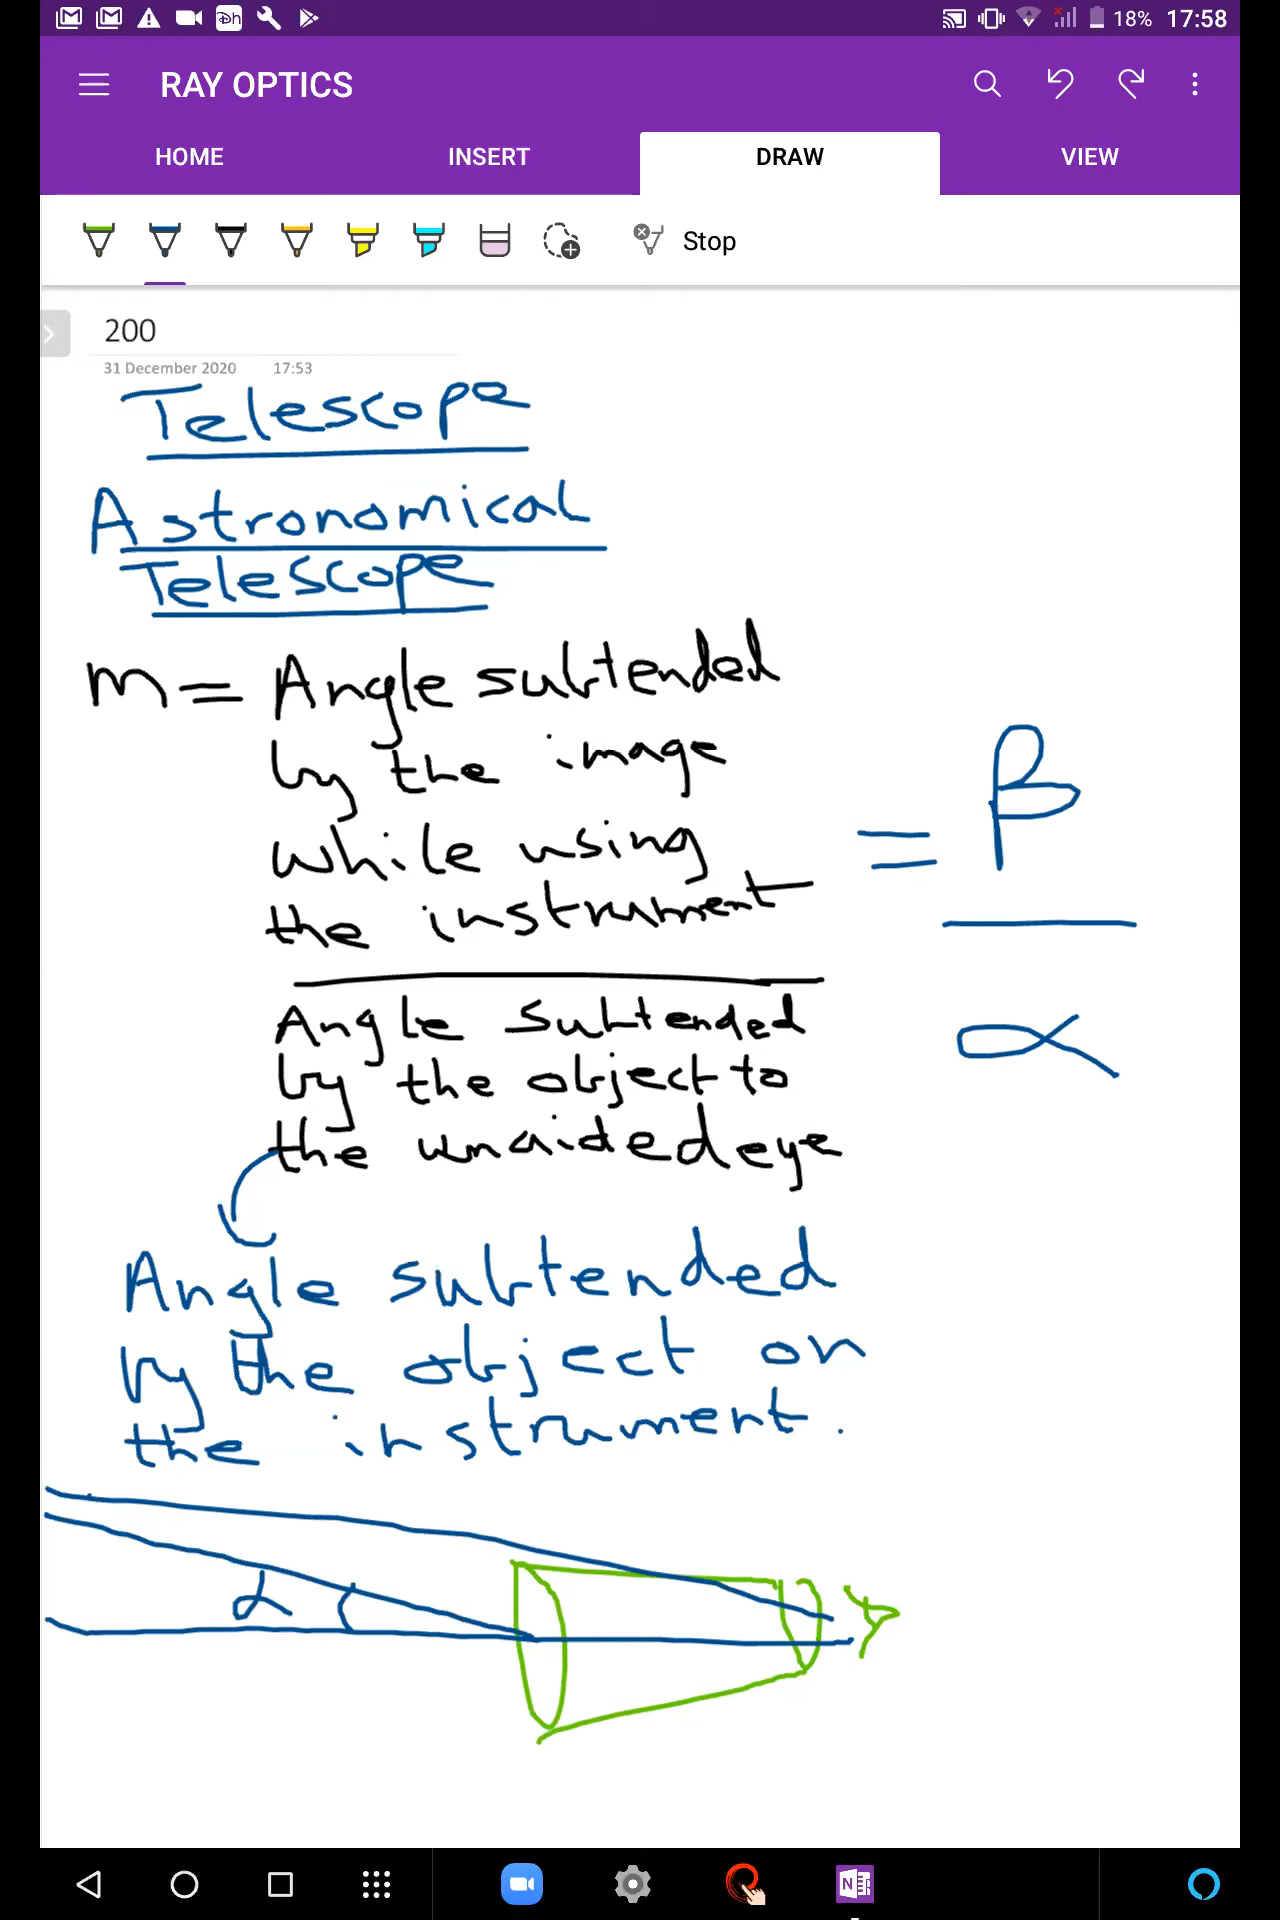 18% 17:58
RAY OPTICS
HOME INSERT DRAW VIEW
Stop
200
31 December 2020 17:53
Telescope
Astronomical
Telescope
m = Angle subtended
by the image
while using
the instrument
Angle subtended
by the object to
the unaided eye
= β
α
Angle subtended
by the object on
the instrument.
α